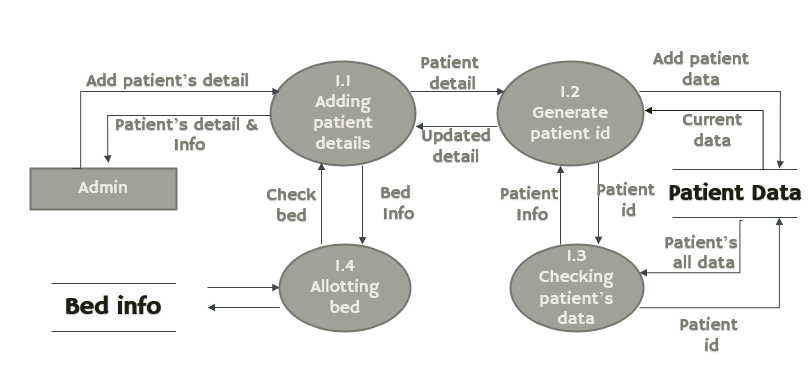 Add patient's detail
Patient's detail &
Info
Admin
1.1
Adding
patient
details
Patient
detail
Updated
detail
1.2
Generate
patient id
Add patient
data
Current
data
Patient Data
Check
bed
Bed
Info
Patient
Info
Patient
id
Patient's
all data
Bed info
1.4
Allotting
bed
1.3
Checking
patient's
data
Patient
id